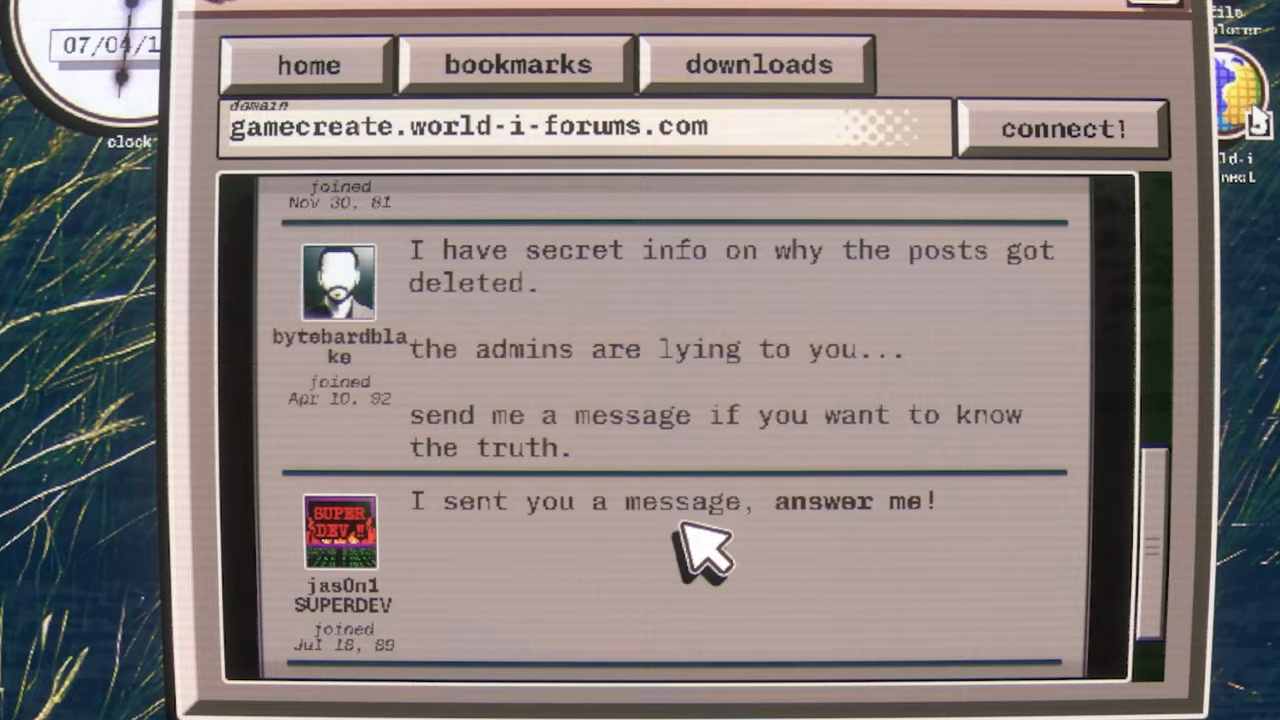 07/04/1
clock
home
bookmarks
downloads
domain
gamecreate.world-i-forums.com
connect!
joined
Nov 30, 81
I have secret info on why the posts got
deleted.
bytebardbla
ke
the admins are lying to you...
joined
Apr 10, 92
send me a message if you want to know
the truth.
SUPER
DEV!!
I sent you a message, answer me!
jas0n1
SUPERDEV
joined
Jul 18, 89
file
ld-i